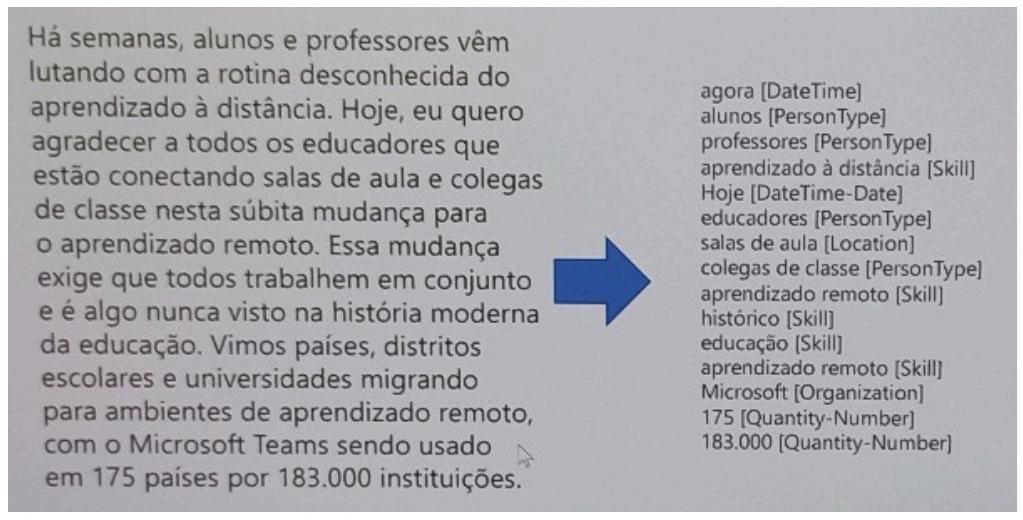 Há semanas, alunos e professores vêm
lutando com a rotina desconhecida do
aprendizado à distância. Hoje, eu quero
agradecer a todos os educadores que
estão conectando salas de aula e colegas
de classe nesta súbita mudança para
o aprendizado remoto. Essa mudança
exige que todos trabalhem em conjunto
e é algo nunca visto na história moderna
da educação. Vimos países, distritos
escolares e universidades migrando
para ambientes de aprendizado remoto,
com o Microsoft Teams sendo usado
em 175 países por 183.000 instituições.
agora [DateTime]
alunos [PersonType]
professores [PersonType]
aprendizado à distância [Skill]
Hoje [DateTime-Date]
educadores [PersonType]
salas de aula [Location]
colegas de classe [PersonType]
aprendizado remoto [Skill]
histórico [Skill]
educação [Skill]
aprendizado remoto [Skill]
Microsoft [Organization]
175 [Quantity-Number]
183.000 [Quantity-Number]